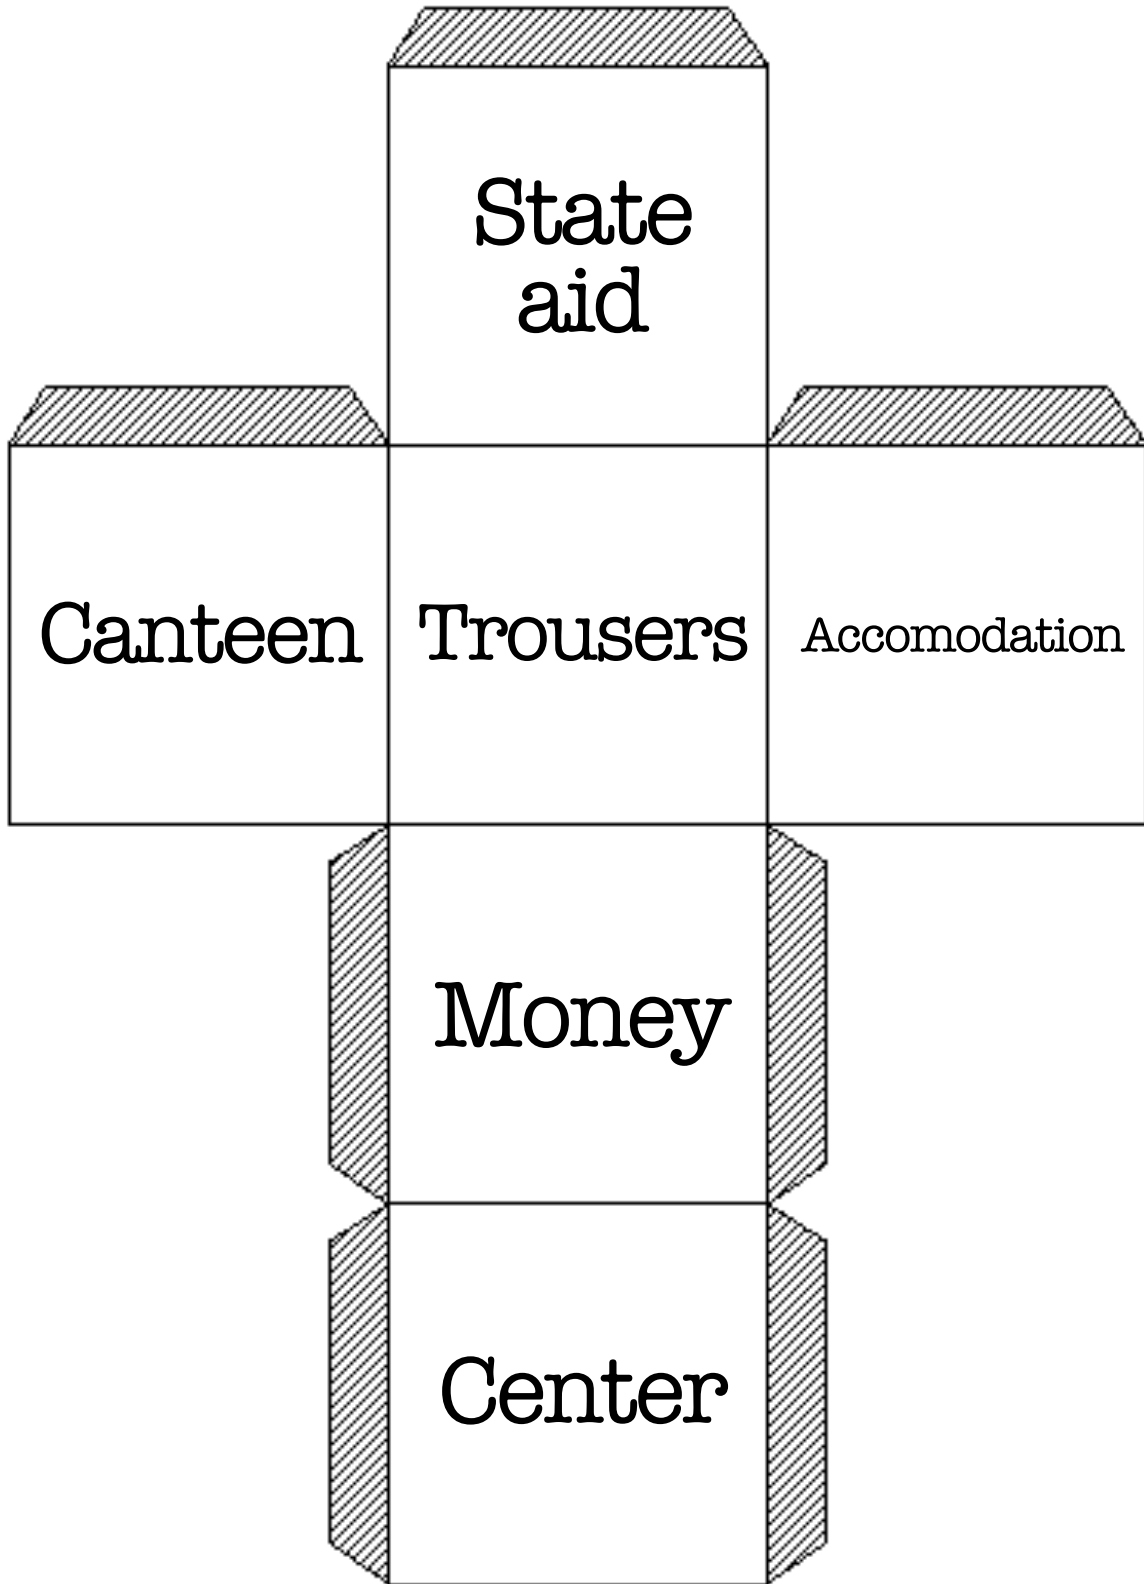 State
aid
Canteen
Trousers
Accomodation
Money
Center